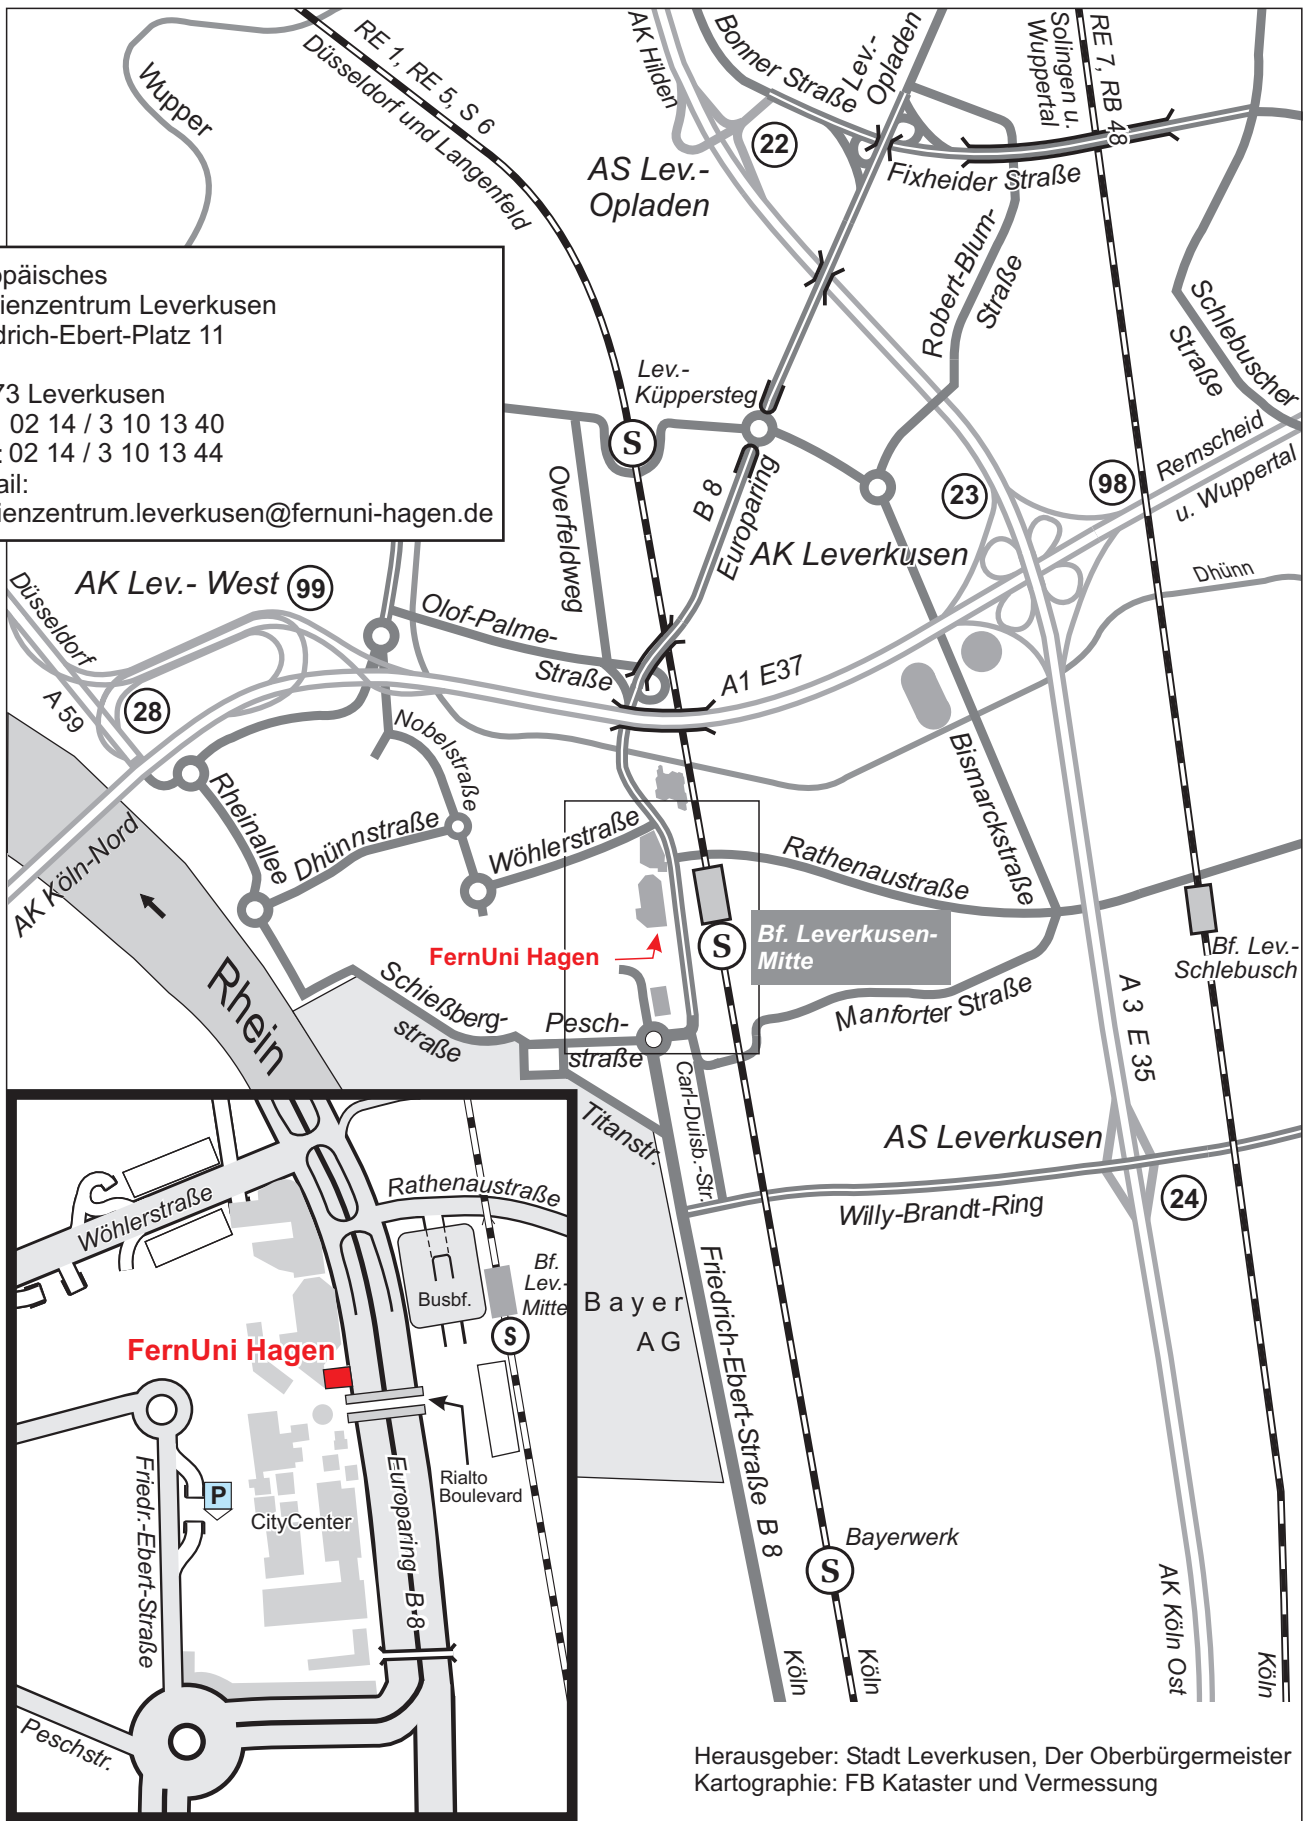 RE 1, RE 5, S 6
Düsseldorf und Langenfeld
Wupper
AK Hilden
Bonner Straße
Lev.-
Opladen
Solingen u.
Wuppertal
RE 7, RB 48
22
AS Lev.-
Opladen
Fixheider Straße
Robert-Blum-
Straße
Schlebuscher
Straße
päisches
ienzentrum Leverkusen
drich-Ebert-Platz 11
73 Leverkusen
02 14 / 3 10 13 40
: 02 14 / 3 10 13 44
ail:
ienzentrum.leverkusen@fernuni-hagen.de
Lev.-
Küppersteg
S
Overfeldweg
B 8
Europaring
AK Leverkusen
23
98
Remscheid
u. Wuppertal
Dhünn
AK Lev.- West
99
Düsseldorf
A 59
28
Olof-Palme-
Straße
A1 E37
Nobelstraße
Rheinallee
Dhünnstraße
Wöhlerstraße
Rathenaustraße
Bismarckstraße
AK Köln-Nord
FernUni Hagen
S
Bf. Leverkusen-
Mitte
Bf. Lev.-
Schlebusch
Rhein
Schießberg-
straße
Pesch-
straße
Manforter Straße
A 3 E 35
Titanstr.
Carl-Duisb.-Str.
AS Leverkusen
24
Willy-Brandt-Ring
Bayer
AG
Friedrich-Ebert-Straße B 8
Bayerwerk
S
Köln
Köln
AK Köln Ost
Köln
Wöhlerstraße
Rathenaustraße
Bf.
Lev.-
Mitte
Busbf.
S
FernUni Hagen
Rialto
Boulevard
Europaring B 8
Friedr.-Ebert-Straße
P
CityCenter
Peschstr.
Herausgeber: Stadt Leverkusen, Der Oberbürgermeister
Kartographie: FB Kataster und Vermessung